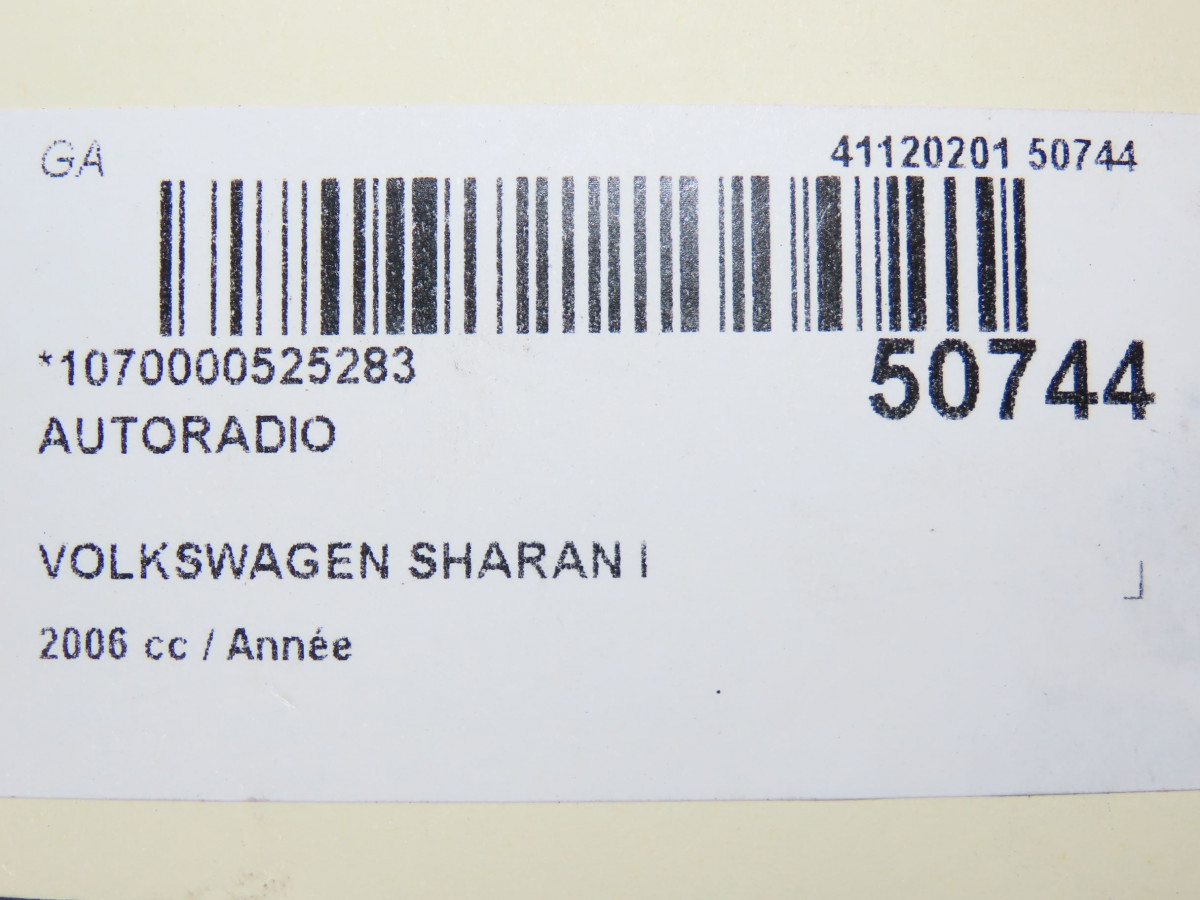 GA
41120201 50744
*1070000525283
50744
AUTORADIO
VOLKSWAGEN SHARAN I
2006 cc / Année